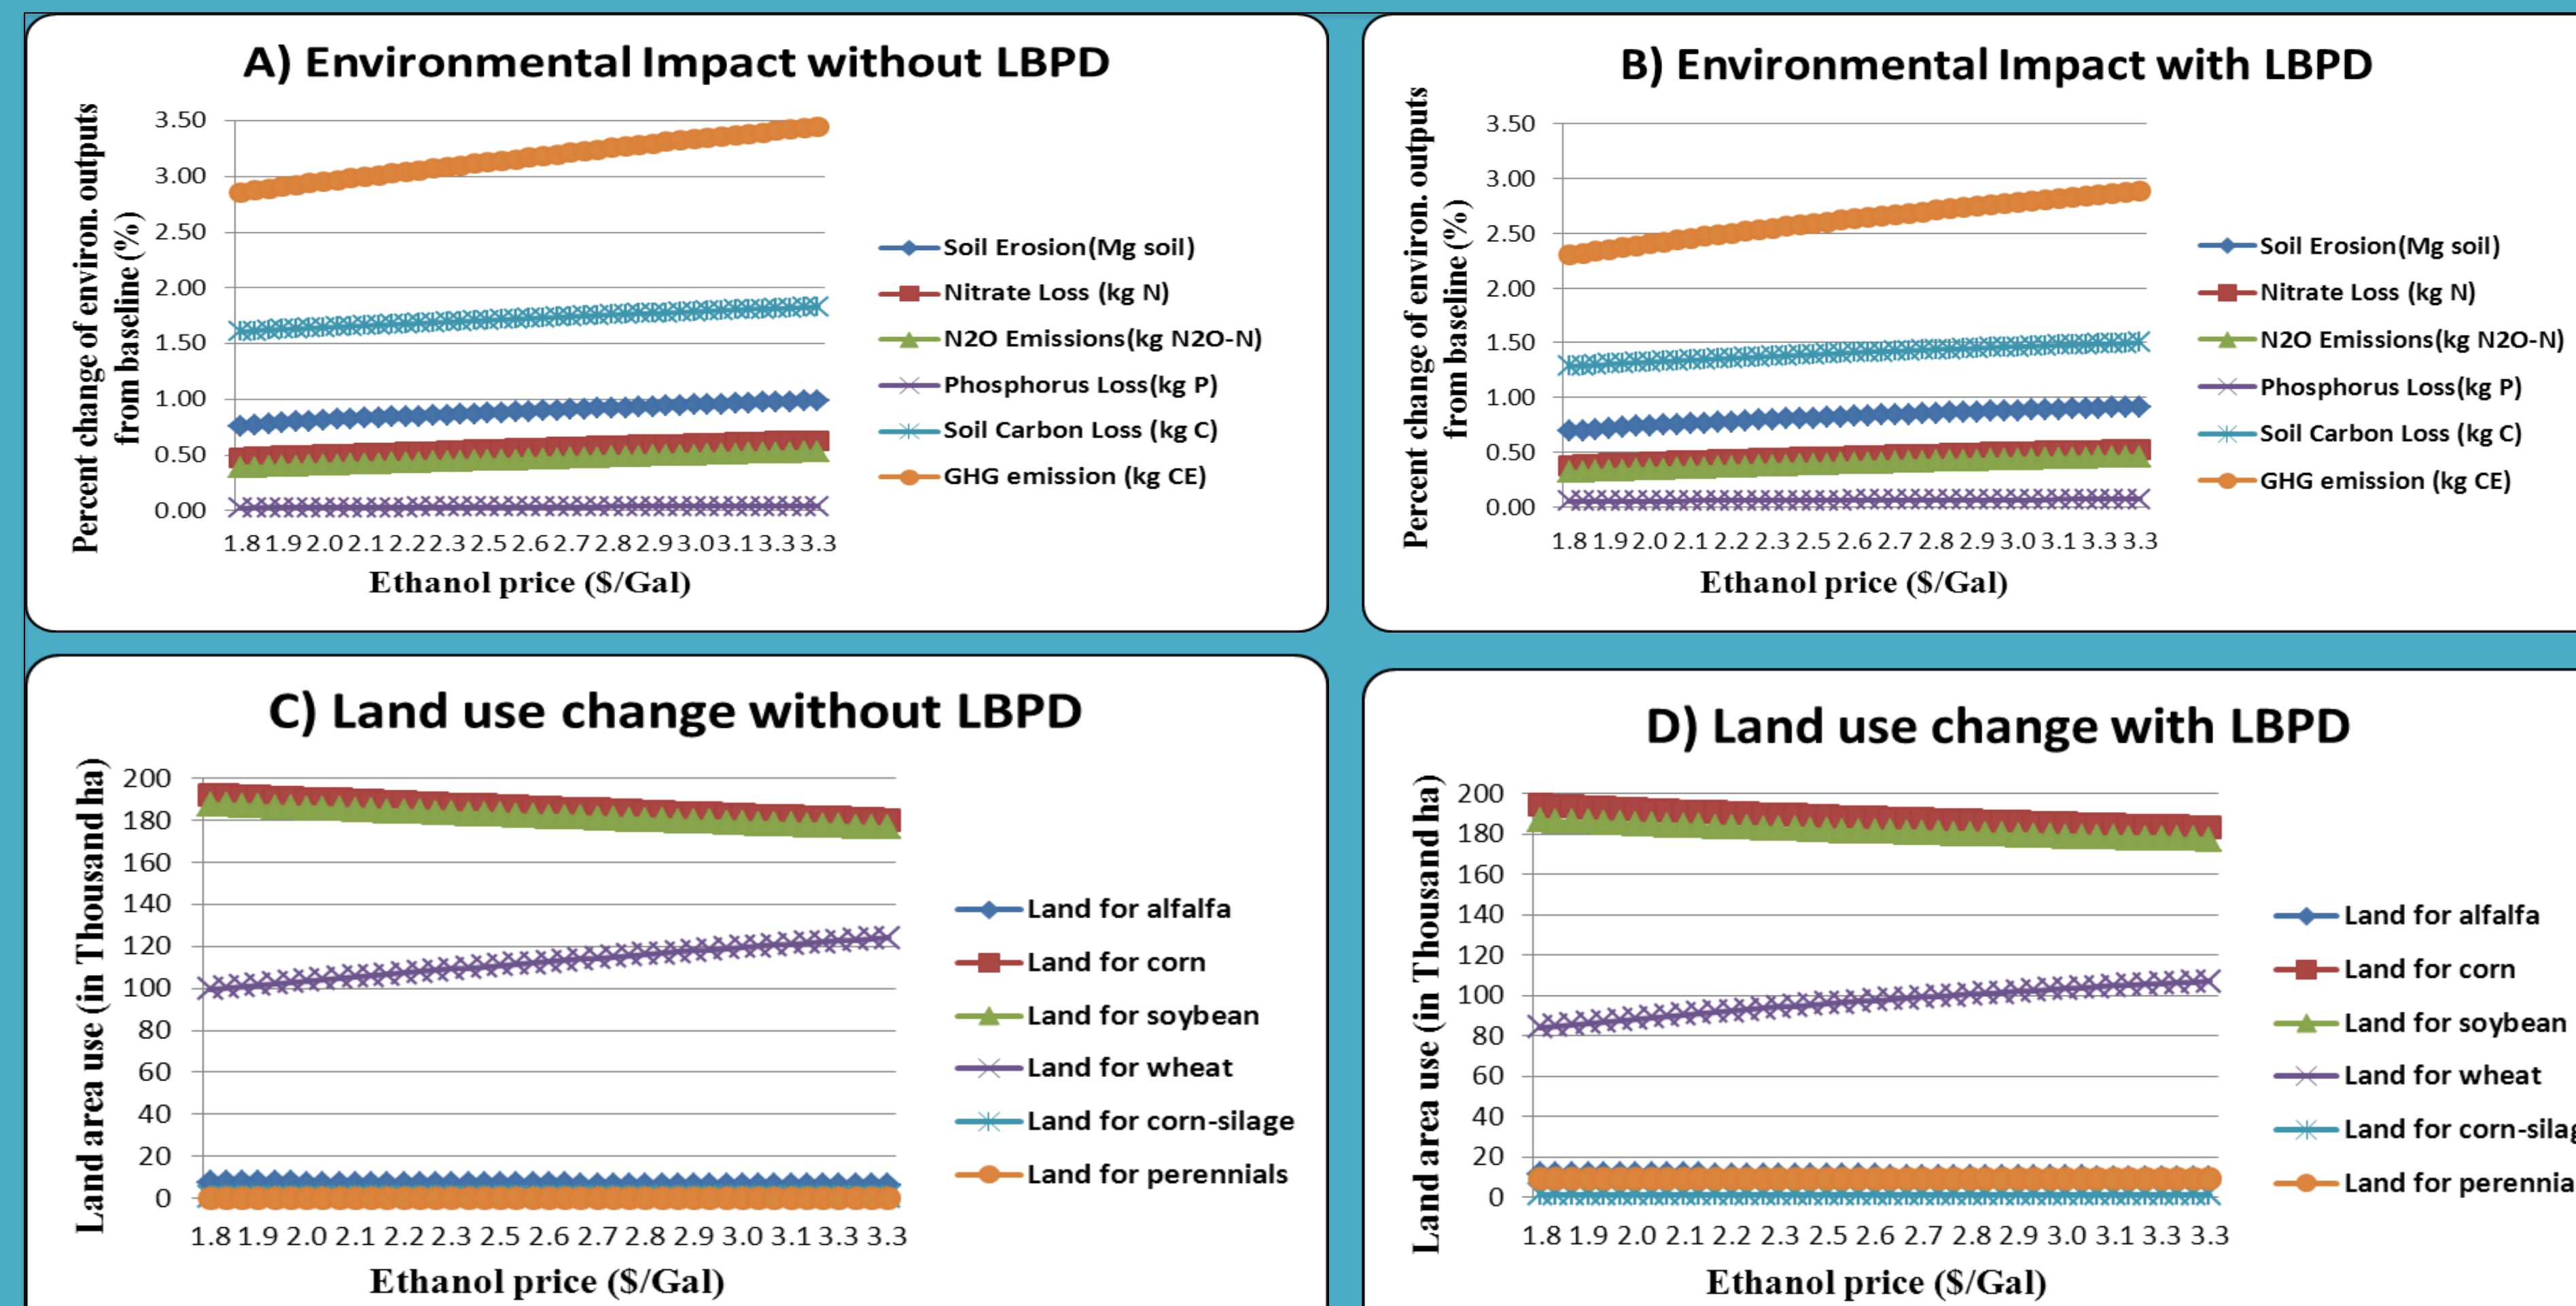 A) Environmental Impact without LBPD
Percent change of environ. outputs
from baseline (%)
3.50
3.00
2.50
2.00
1.50
1.00
0.50
0.00
1.8 1.9 2.0 2.1 2.2 2.3 2.5 2.6 2.7 2.8 2.9 3.0 3.1 3.3 3.3
Ethanol price ($/Gal)
Soil Erosion(Mg soil)
Nitrate Loss (kg N)
N2O Emissions(kg N2O-N)
Phosphorus Loss(kg P)
Soil Carbon Loss (kg C)
GHG emission (kg CE)
B) Environmental Impact with LBPD
Percent change of environ. outputs
from baseline (%)
3.50
3.00
2.50
2.00
1.50
1.00
0.50
0.00
1.8 1.9 2.0 2.1 2.2 2.3 2.5 2.6 2.7 2.8 2.9 3.0 3.1 3.3 3.3
Ethanol price ($/Gal)
Soil Erosion(Mg soil)
Nitrate Loss (kg N)
N2O Emissions(kg N2O-N)
Phosphorus Loss(kg P)
Soil Carbon Loss (kg C)
GHG emission (kg CE)
C) Land use change without LBPD
Land area use (in Thousand ha)
200
180
160
140
120
100
80
60
40
20
0
1.8 1.9 2.0 2.1 2.2 2.3 2.5 2.6 2.7 2.8 2.9 3.0 3.1 3.3 3.3
Ethanol price ($/Gal)
Land for alfalfa
Land for corn
Land for soybean
Land for wheat
Land for corn-silage
Land for perennials
D) Land use change with LBPD
Land area use (in Thousand ha)
200
180
160
140
120
100
80
60
40
20
0
1.8 1.9 2.0 2.1 2.2 2.3 2.5 2.6 2.7 2.8 2.9 3.0 3.1 3.3 3.3
Ethanol price ($/Gal)
Land for alfalfa
Land for corn
Land for soybean
Land for wheat
Land for corn-silag
Land for perennia